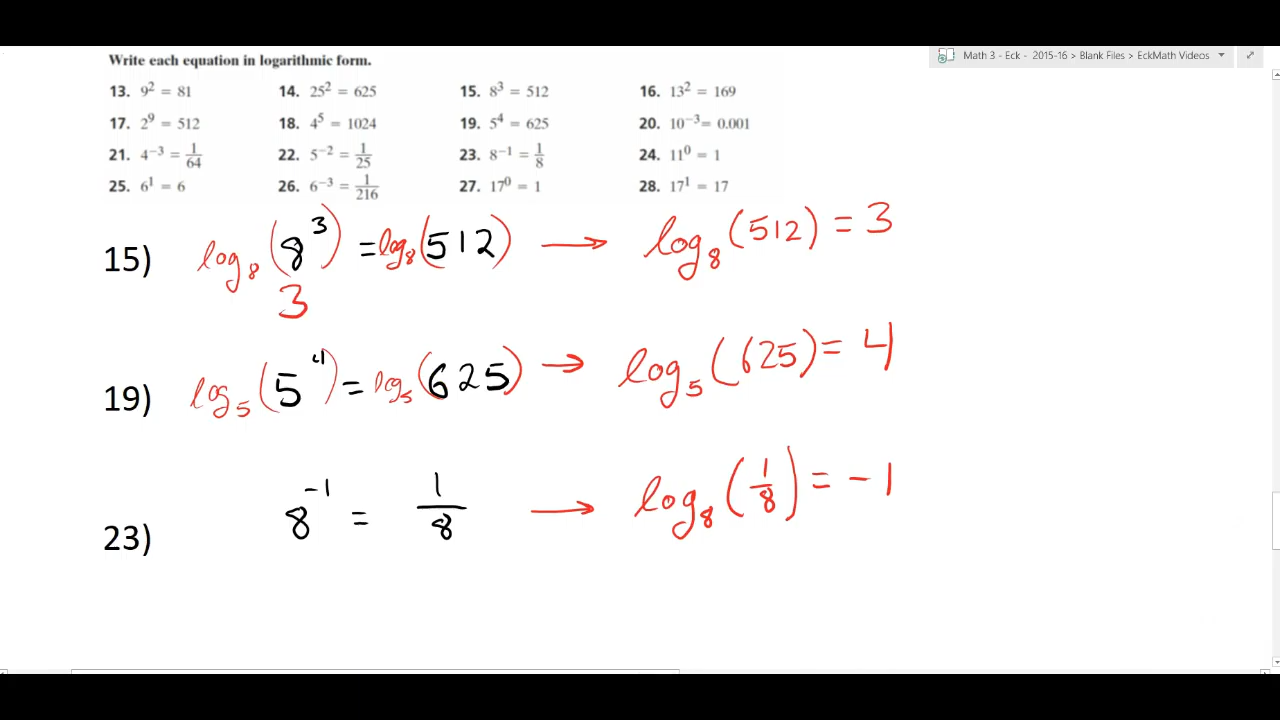 Write each equation in logarithmic form.
Math 3 - Eck - 2015-16 > Blank Files > EckMath Videos
13. 9² = 81 14. 25² = 625 15. 8³ = 512 16. 13² = 169
17. 2⁹ = 512 18. 4⁵ = 1024 19. 5⁴ = 625 20. 10⁻³ = 0.001
21. 4⁻³ = 1/64 22. 5⁻² = 1/25 23. 8⁻¹ = 1/8 24. 11⁰ = 1
25. 6¹ = 6 26. 6⁻³ = 1/216 27. 17⁰ = 1 28. 17¹ = 17
15) log₈(8³) = log₈(512) → log₈(512) = 3
3
19) log₅(5⁴) = log₅(625) → log₅(625) = 4
23) 8⁻¹ = 1/8 → log₈(1/8) = -1